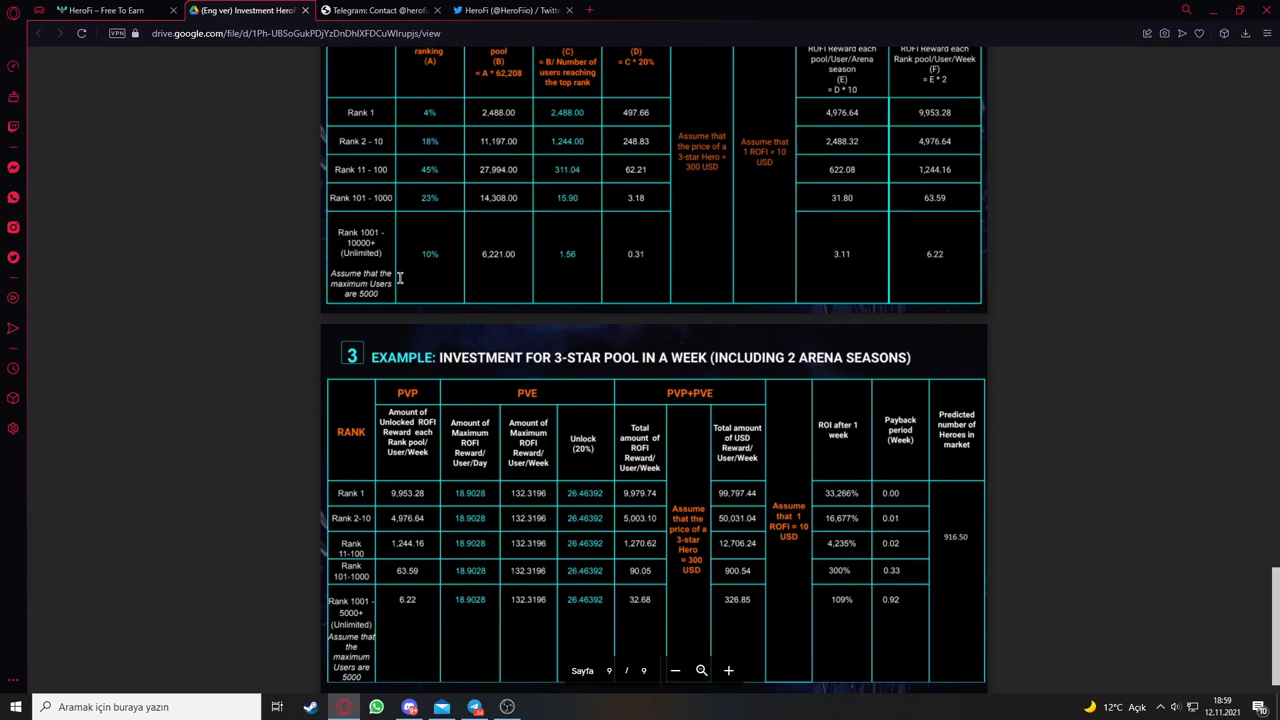 HeroFi – Free To Earn
(Eng ver) Investment HeroF
Telegram: Contact @herofi
HeroFi (@HeroFiio) / Twitte
VPN
drive.google.com/file/d/1Ph-UBSoGukPDjYzDnDhlXFDCuWlrupjs/view
ranking
(A)
pool
(B)
= A * 62,208
(C)
= B/ Number of
users reaching
the top rank
(D)
= C * 20%
ROFI Reward each
pool/User/Arena
season
(E)
= D * 10
ROFI Reward each
Rank pool/User/Week
(F)
= E * 2
Rank 1 4% 2,488.00 2,488.00 497.66 4,976.64 9,953.28
Rank 2 - 10 18% 11,197.00 1,244.00 248.83 2,488.32 4,976.64
Rank 11 - 100 45% 27,994.00 311.04 62.21 622.08 1,244.16
Rank 101 - 1000 23% 14,308.00 15.90 3.18 31.80 63.59
Rank 1001 -
10000+
(Unlimited)
Assume that the
maximum Users
are 5000
10% 6,221.00 1.56 0.31 3.11 6.22
Assume that
the price of a
3-star Hero =
300 USD
Assume that
1 ROFI = 10
USD
3 EXAMPLE: INVESTMENT FOR 3-STAR POOL IN A WEEK (INCLUDING 2 ARENA SEASONS)
RANK
PVP
PVE
PVP+PVE
Amount of
Unlocked ROFI
Reward each
Rank pool/
User/Week
Amount of
Maximum
ROFI
Reward/
User/Day
Amount of
Maximum
ROFI
Reward/
User/Week
Unlock
(20%)
Total
amount of
ROFI
Reward/
User/Week
Total amount
of USD
Reward/
User/Week
ROI after 1
week
Payback
period
(Week)
Predicted
number of
Heroes in
market
Rank 1 9,953.28 18.9028 132.3196 26.46392 9,979.74 99,797.44 33,266% 0.00
Rank 2-10 4,976.64 18.9028 132.3196 26.46392 5,003.10 50,031.04 16,677% 0.01
Rank
11-100
1,244.16 18.9028 132.3196 26.46392 1,270.62 12,706.24 4,235% 0.02
Rank
101-1000
63.59 18.9028 132.3196 26.46392 90.05 900.54 300% 0.33
Rank 1001 -
5000+
(Unlimited)
Assume that
the
maximum
Users are
5000
6.22 18.9028 132.3196 26.46392 32.68 326.85 109% 0.92
Assume
that the
price of a
3-star
Hero
= 300
USD
Assume
that 1
ROFI = 10
USD
916.50
Sayfa 9 / 9
Aramak için buraya yazın
12°C Açık
18:59
12.11.2021